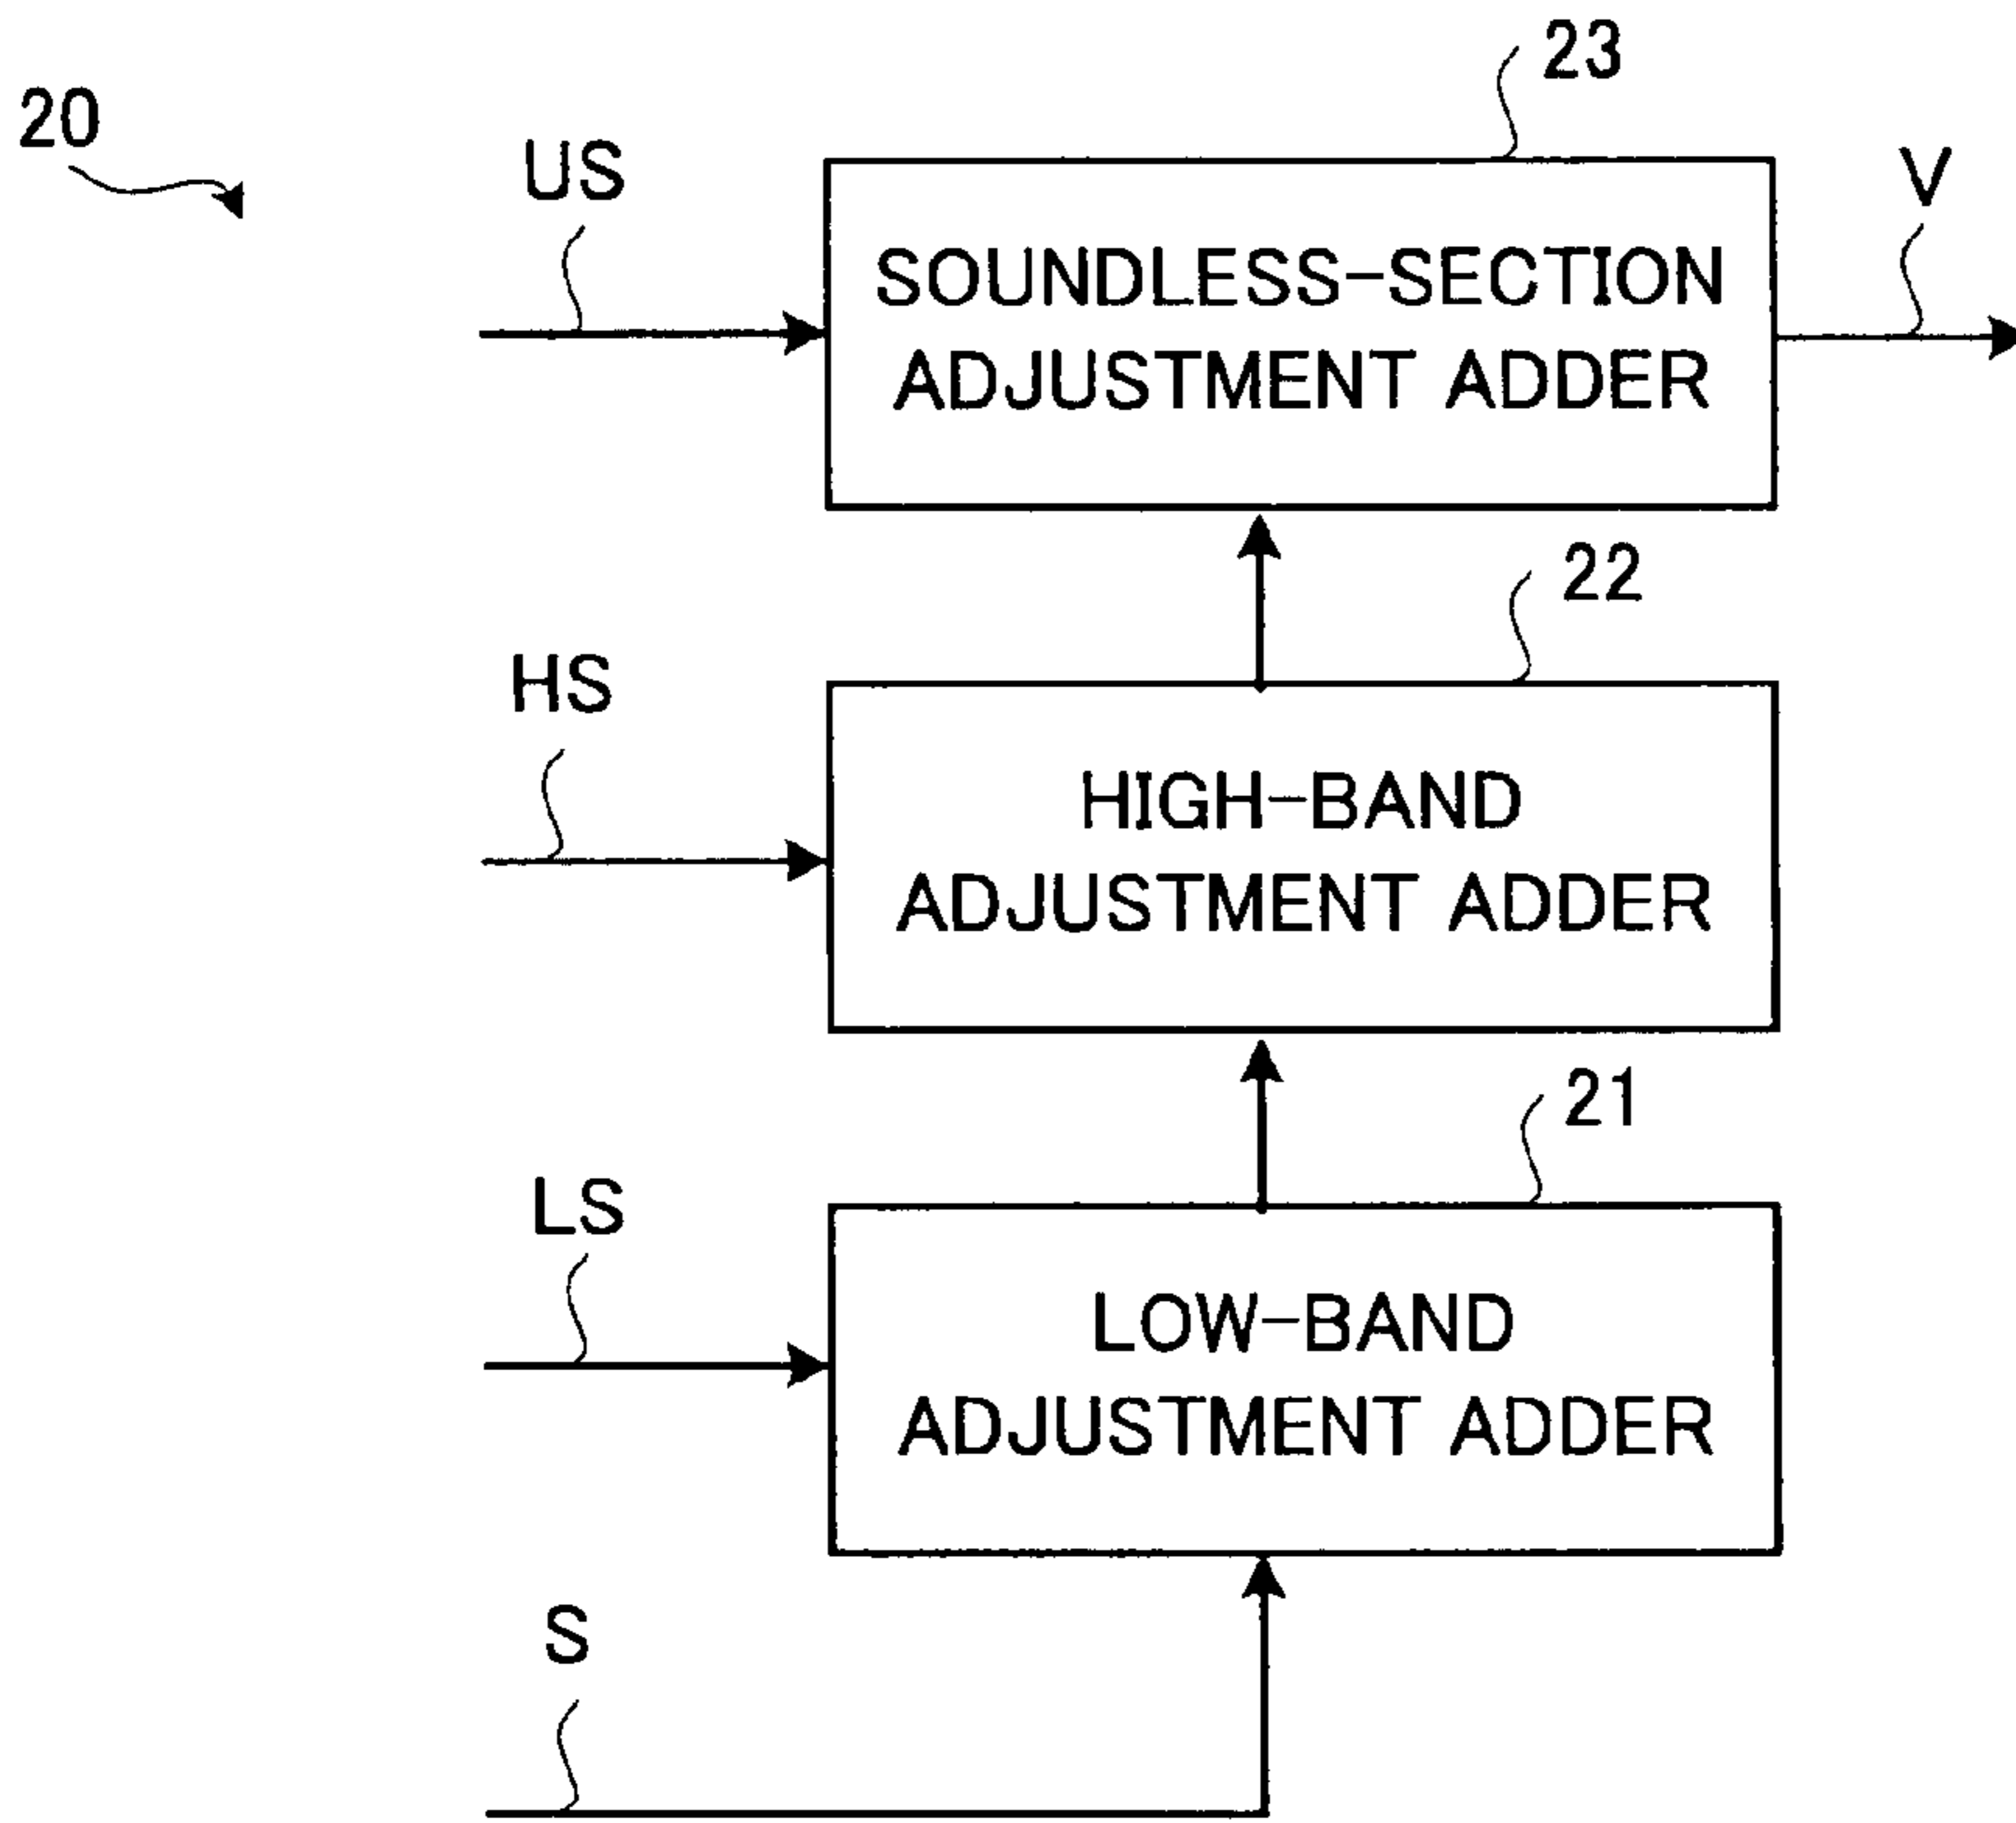 23
20
US
V
SOUNDLESS-SECTION
ADJUSTMENT ADDER
22
HS
HIGH-BAND
ADJUSTMENT ADDER
21
LS
LOW-BAND
ADJUSTMENT ADDER
S